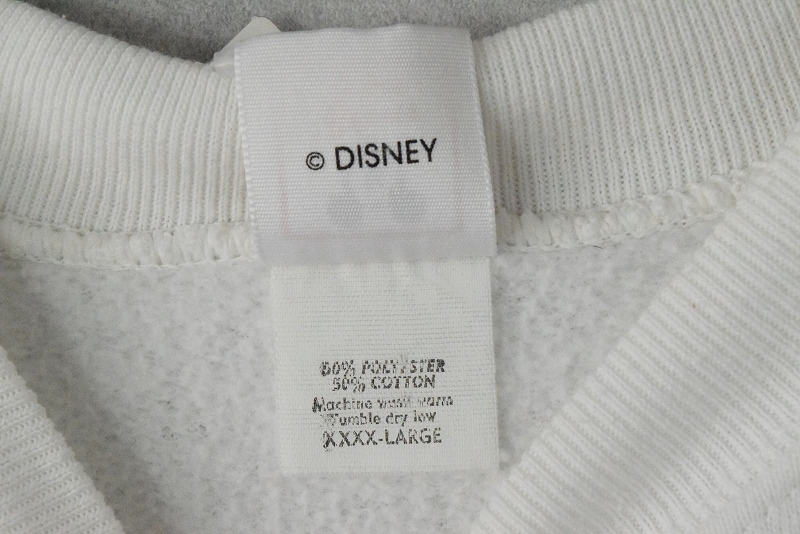 © DISNEY
50% POLYESTER
50% COTTON
Machine wash warm
Tumble dry low
XXXX-LARGE